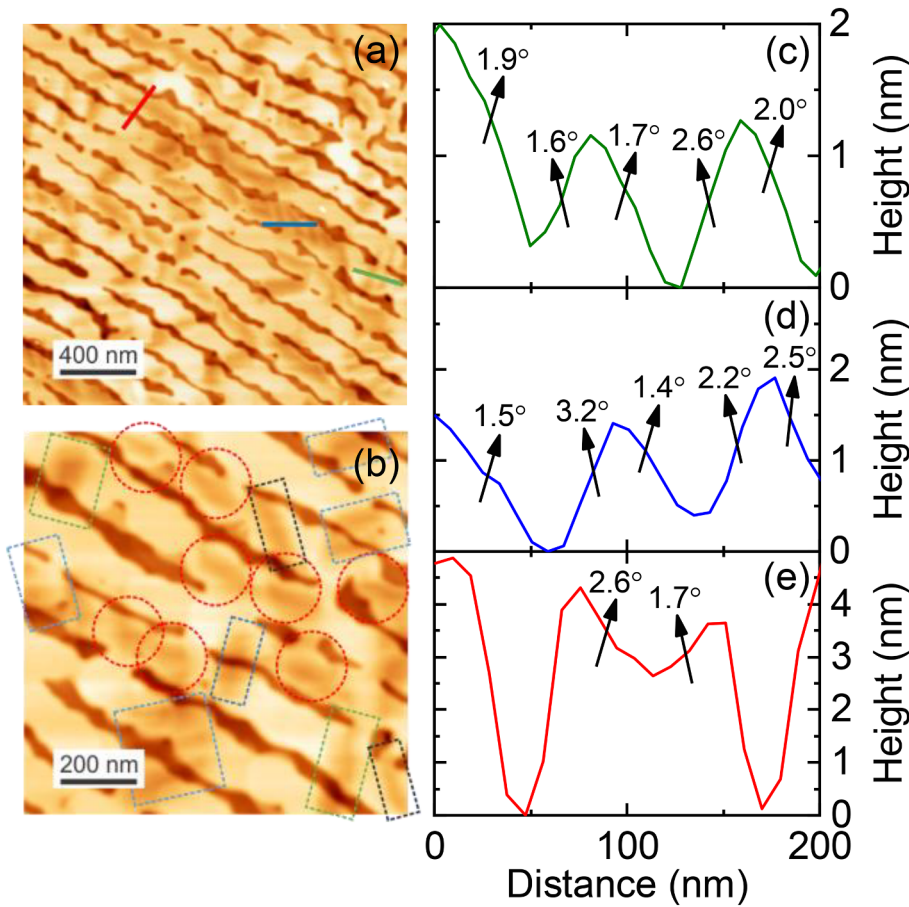 (a)
400 nm
(b)
200 nm
(c)
1.9°
1.6°
1.7°
2.6°
2.0°
2
1
0
Height (nm)
(d)
1.5°
3.2°
1.4°
2.2°
2.5°
2
1
0
Height (nm)
(e)
2.6°
1.7°
4
3
2
1
0
Height (nm)
0 100 200
Distance (nm)